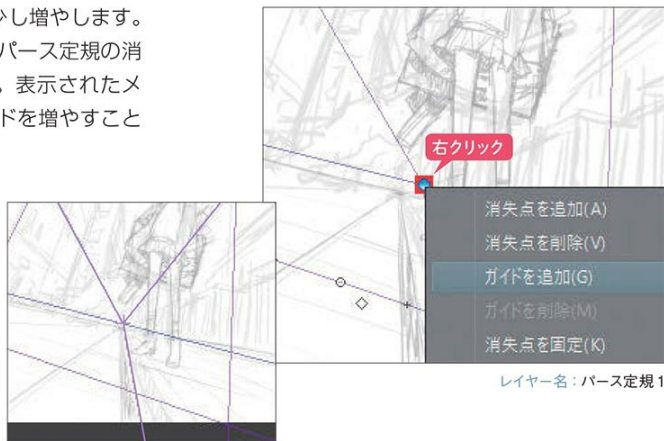 少し増やします。
パース定規の消
。表示されたメ
ドを増やすこと
右クリック
消失点を追加(A)
消失点を削除(V)
ガイドを追加(G)
ガイドを削除(M)
消失点を固定(K)
レイヤー名：パース定規1